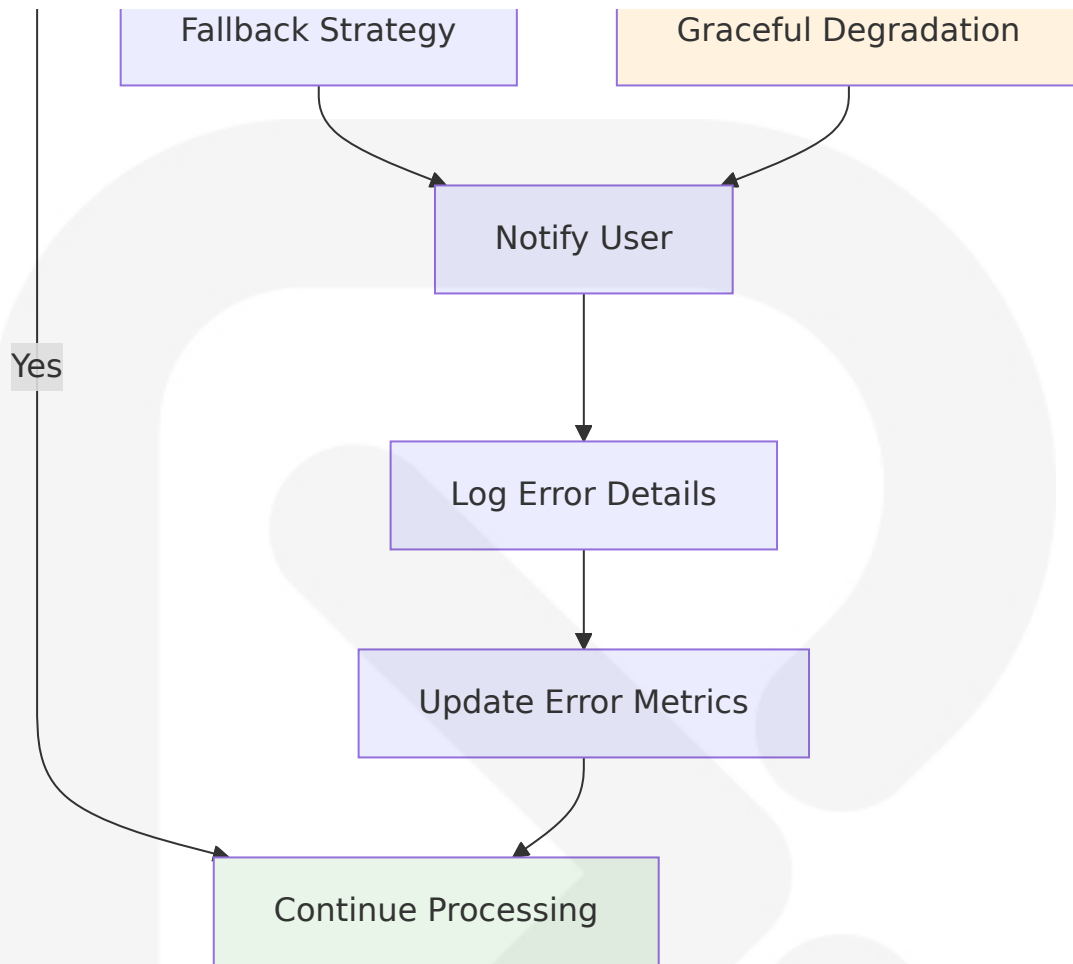 Fallback Strategy
Graceful Degradation
Notify User
Yes
Log Error Details
Update Error Metrics
Continue Processing